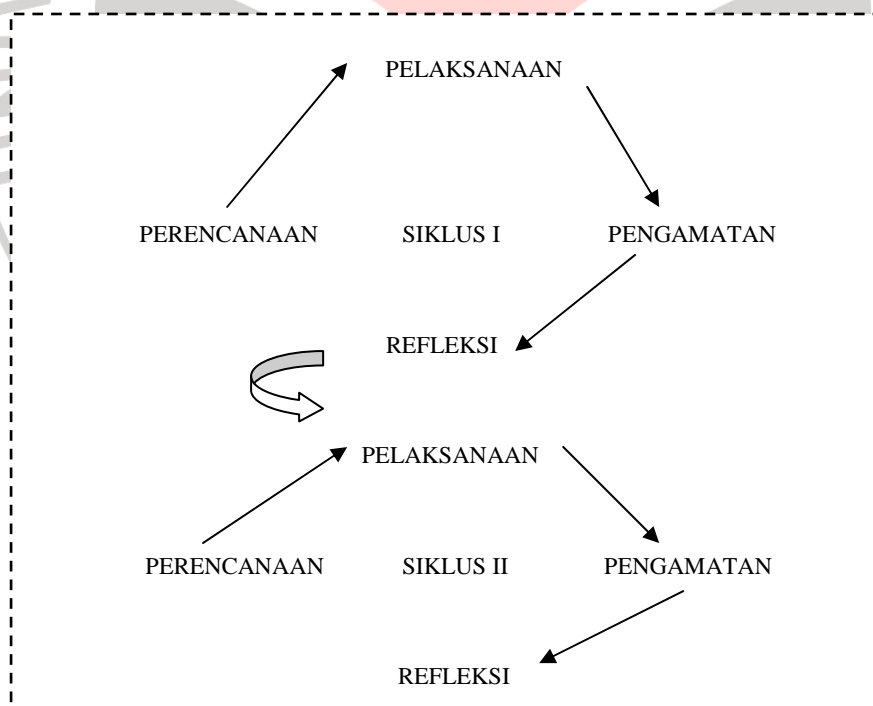 PELAKSANAAN
PERENCANAAN SIKLUS I PENGAMATAN
REFLEKSI
PELAKSANAAN
PERENCANAAN SIKLUS II PENGAMATAN
REFLEKSI